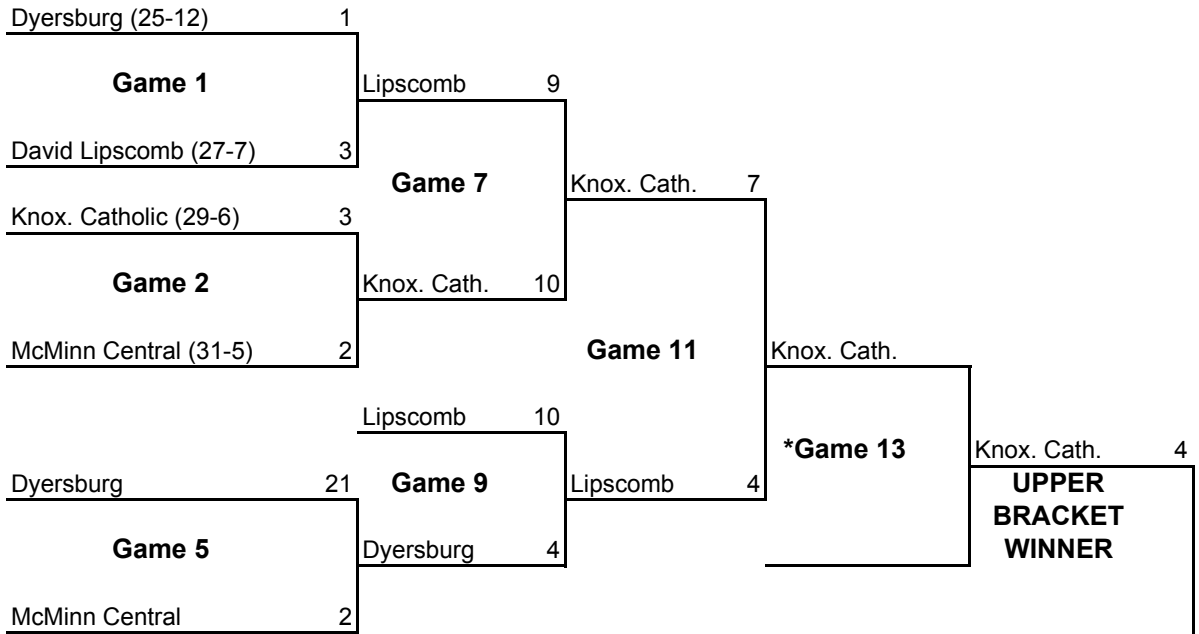 Dyersburg (25-12) 1
Game 1
Lipscomb 9
David Lipscomb (27-7) 3
Game 7
Knox. Cath. 7
Knox. Catholic (29-6) 3
Game 2
Knox. Cath. 10
McMinn Central (31-5) 2
Game 11
Knox. Cath.
Lipscomb 10
*Game 13
Knox. Cath. 4
Dyersburg 21
Game 9
Lipscomb 4
UPPER
BRACKET
WINNER
Game 5
Dyersburg 4
McMinn Central 2